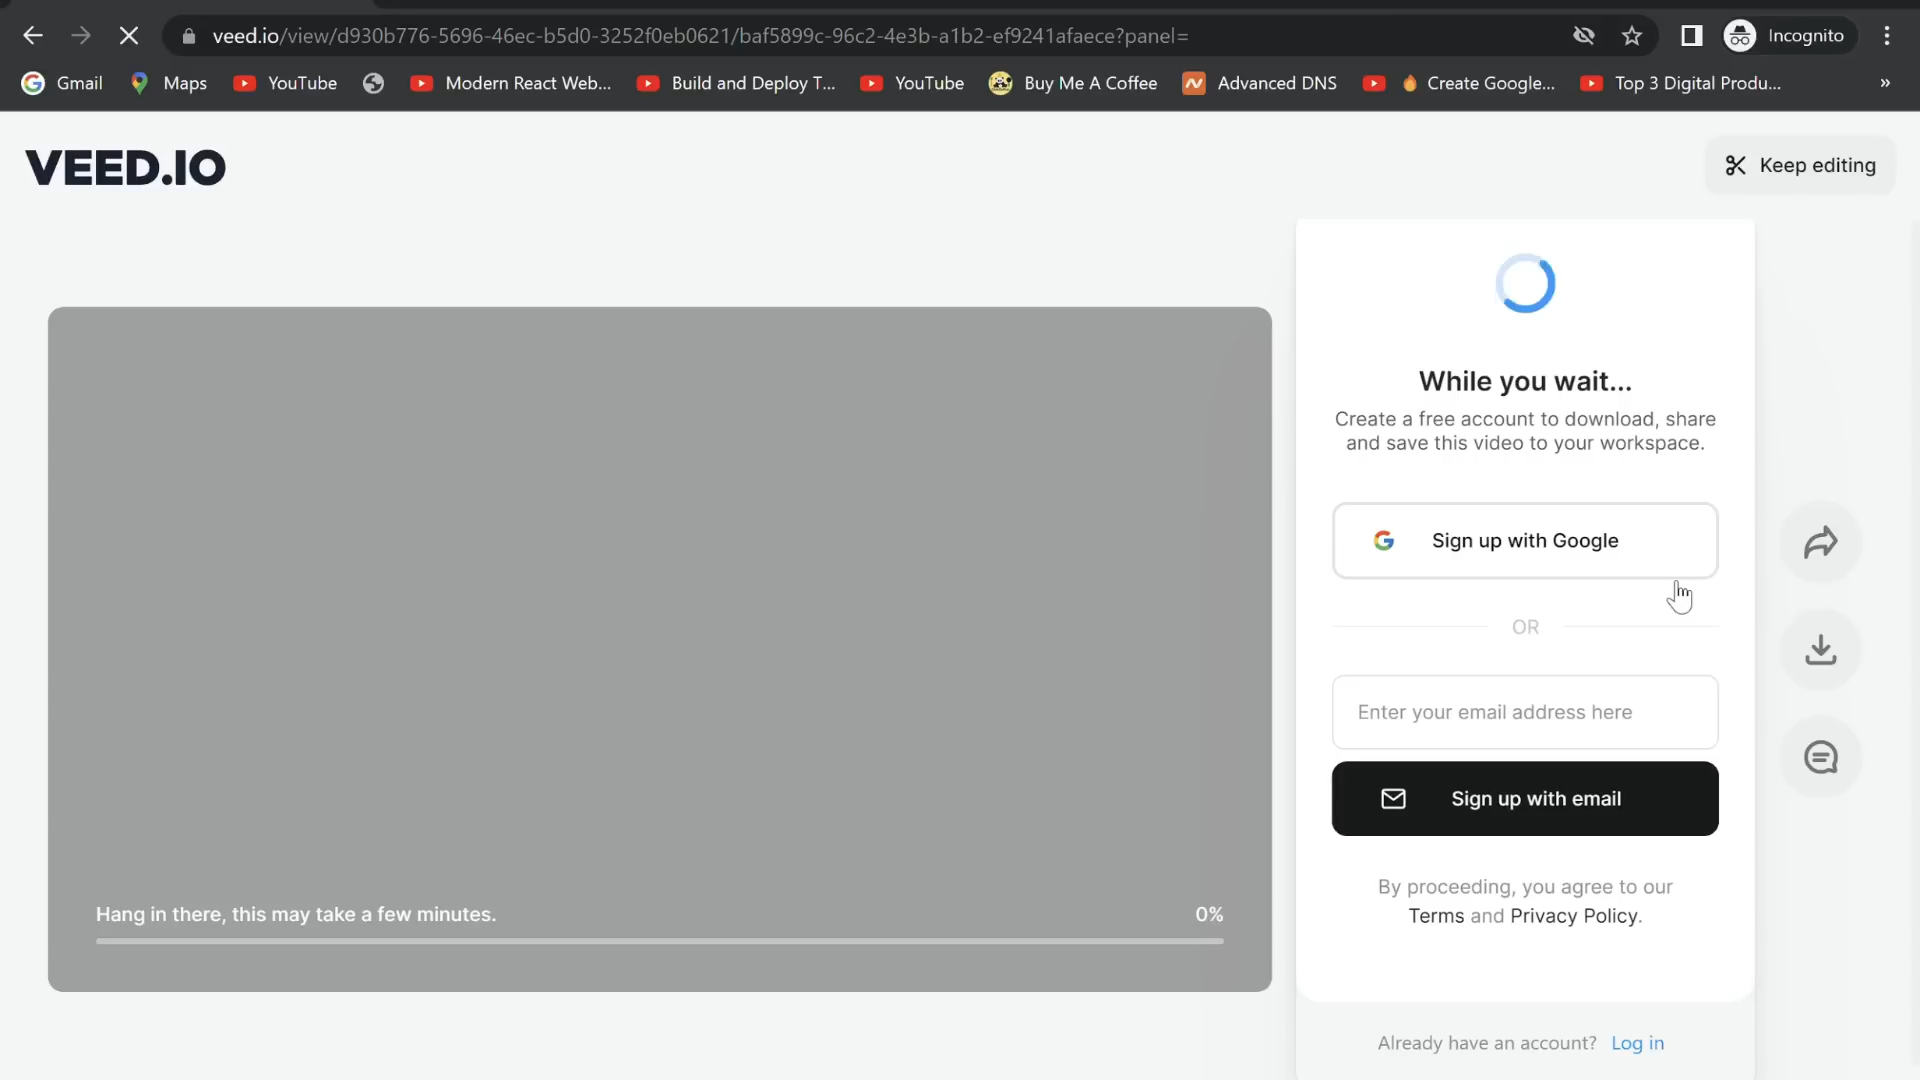 veed.io/view/d930b776-5696-46ec-b5d0-3252f0eb0621/baf5899c-96c2-4e3b-a1b2-ef9241afaece?panel=
Incognito
Gmail
Maps
YouTube
Modern React Web...
Build and Deploy T...
YouTube
Buy Me A Coffee
Advanced DNS
Create Google...
Top 3 Digital Produ...
»
VEED.IO
Keep editing
While you wait...
Create a free account to download, share
and save this video to your workspace.
Sign up with Google
OR
Enter your email address here
Sign up with email
Hang in there, this may take a few minutes. 0%
By proceeding, you agree to our
Terms and Privacy Policy.
Already have an account? Log in